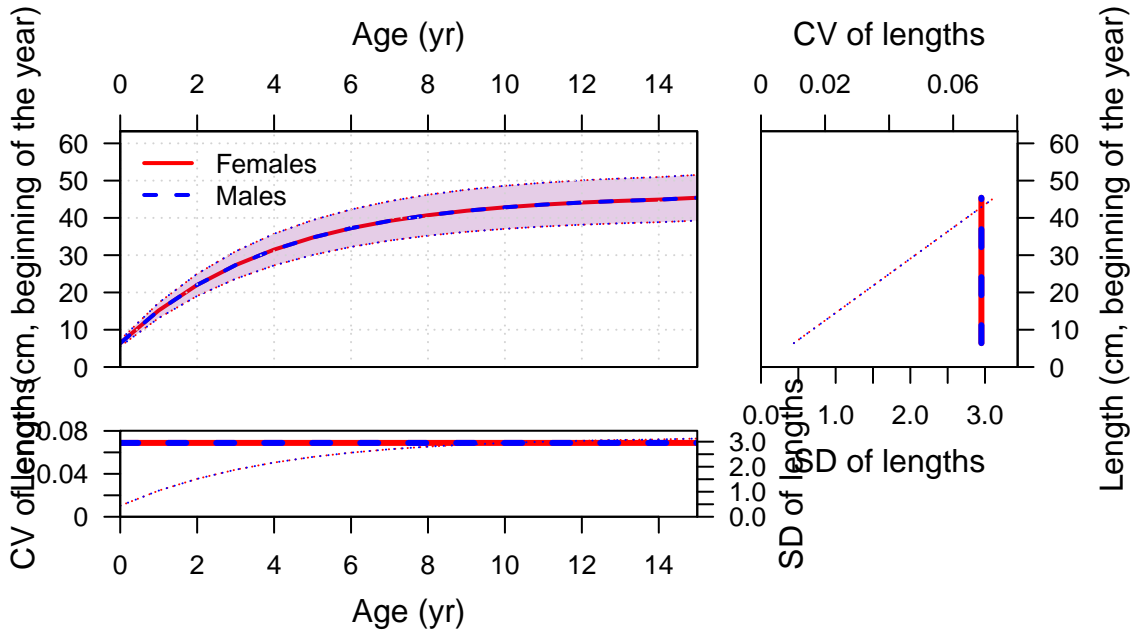 Age (yr)
CV of lengths
0 2 4 6 8 10 12 14
0 0.02 0.06
Length (cm, beginning of the year)
60
50
40
30
20
10
0
Females
Males
60
50
40
30
20
10
0
Length (cm, beginning of the year)
0.0 1.0 2.0 3.0
SD of lengths
CV of lengths
0.08
0.04
0
3.0
2.0
1.0
0.0
SD of lengths
0 2 4 6 8 10 12 14
Age (yr)